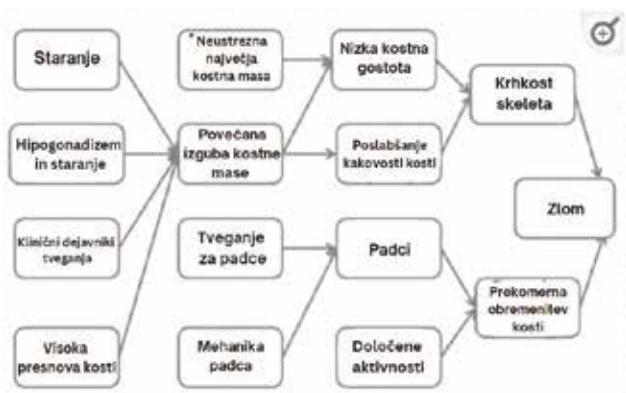 Staranje
* Neustrezna
največja
kostna masa
Nizka kostna
gostota
Krhkost
skeleta
Hipogonadizem
in staranje
Povečana
izguba kostne
mase
Poslabšanje
kakovosti kosti
Zlom
Klinični dejavniki
tveganja
Tveganje
za padce
Padci
Prekomerna
obremenitev
kosti
Visoka
presnova kosti
Mehanika
padca
Določene
aktivnosti